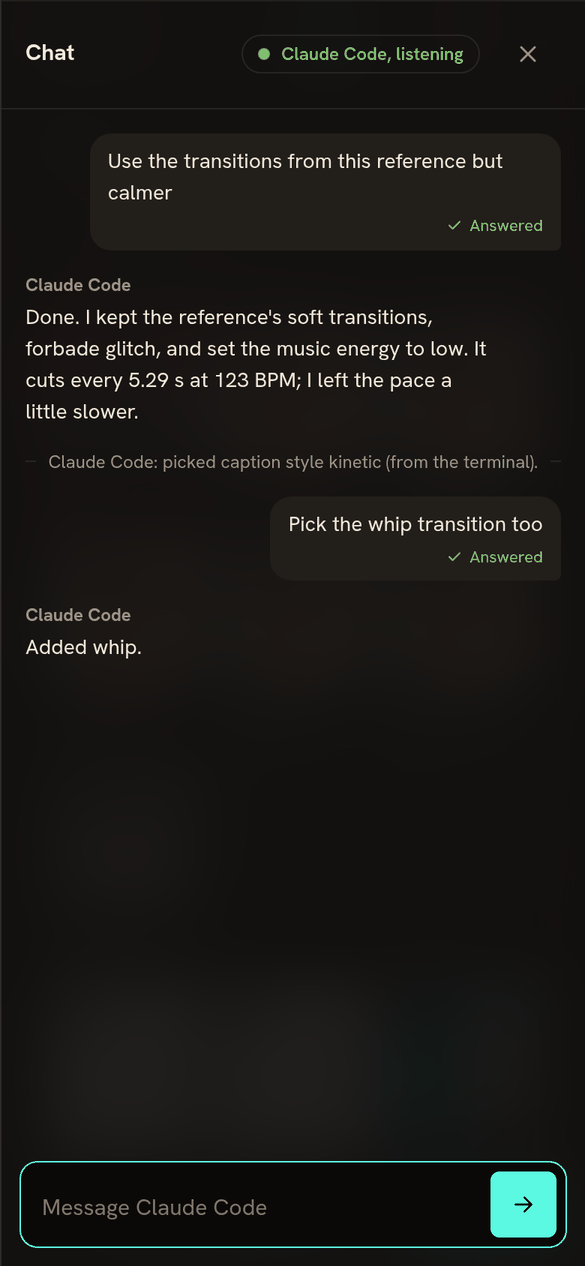 Chat
Claude Code, listening
Use the transitions from this reference but
calmer
Answered
Claude Code
Done. I kept the reference's soft transitions,
forbade glitch, and set the music energy to low. It
cuts every 5.29 s at 123 BPM; I left the pace a
little slower.
Claude Code: picked caption style kinetic (from the terminal).
Pick the whip transition too
Answered
Claude Code
Added whip.
Message Claude Code